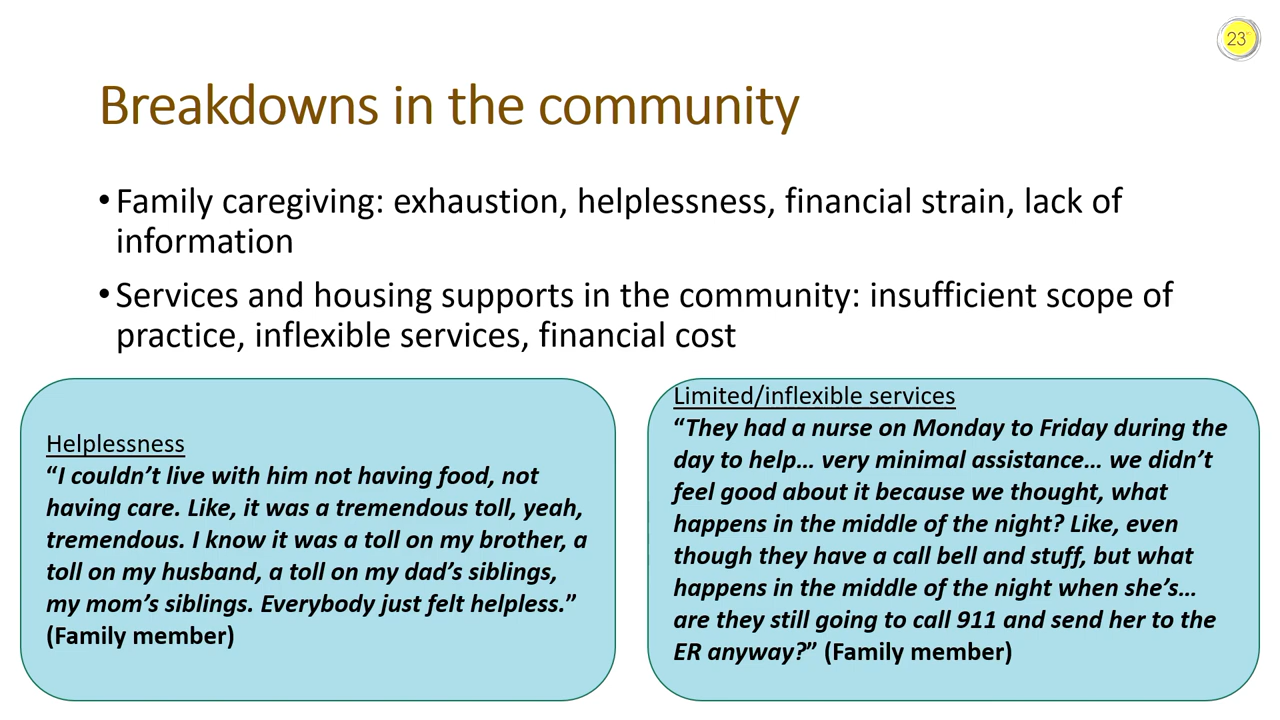 23
Breakdowns in the community
• Family caregiving: exhaustion, helplessness, financial strain, lack of
information
• Services and housing supports in the community: insufficient scope of
practice, inflexible services, financial cost
Helplessness
“I couldn’t live with him not having food, not
having care. Like, it was a tremendous toll, yeah,
tremendous. I know it was a toll on my brother, a
toll on my husband, a toll on my dad’s siblings,
my mom’s siblings. Everybody just felt helpless.”
(Family member)
Limited/inflexible services
“They had a nurse on Monday to Friday during the
day to help… very minimal assistance… we didn’t
feel good about it because we thought, what
happens in the middle of the night? Like, even
though they have a call bell and stuff, but what
happens in the middle of the night when she’s…
are they still going to call 911 and send her to the
ER anyway?” (Family member)